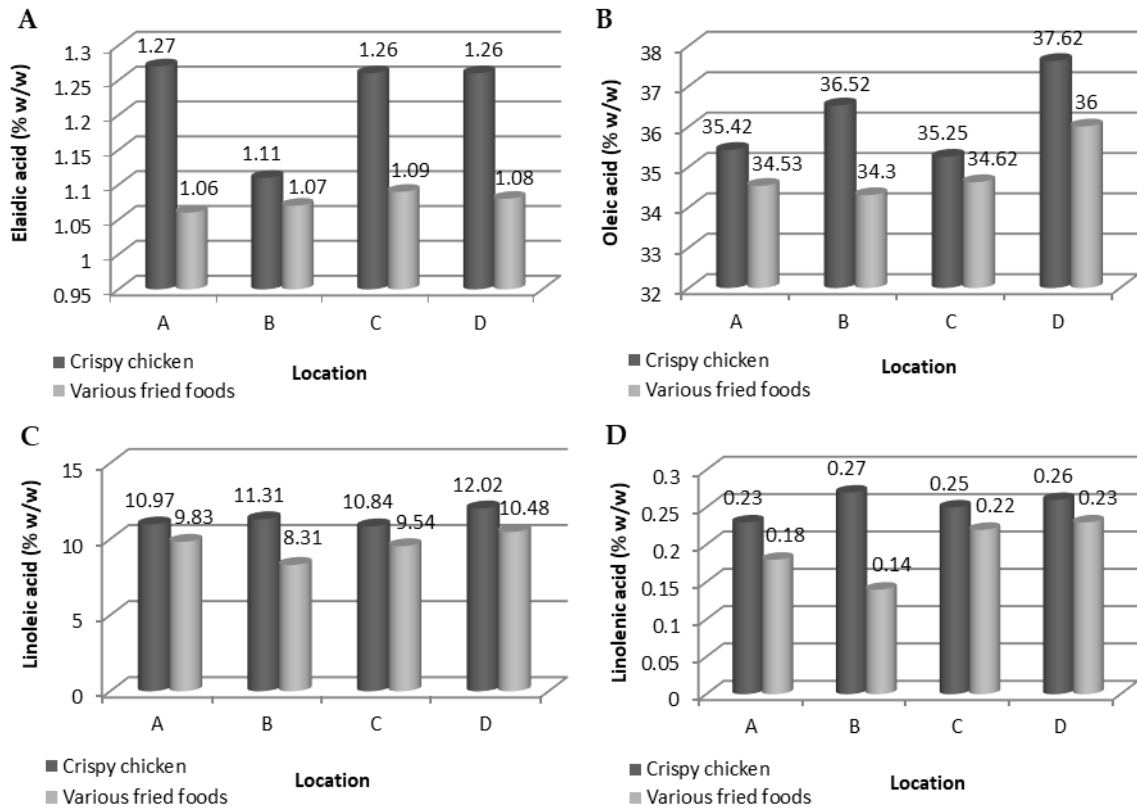 A
Elaidic acid (% w/w)
1.3
1.25
1.2
1.15
1.1
1.05
1
0.95
1.27
1.06
1.11
1.07
1.26
1.09
1.26
1.08
A B C D
Location
Crispy chicken
Various fried foods
B
Oleic acid (% w/w)
38
37
36
35
34
33
32
35.42
34.53
36.52
34.3
35.25
34.62
37.62
36
A B C D
Location
Crispy chicken
Various fried foods
C
Linoleic acid (% w/w)
15
10
5
0
10.97
9.83
11.31
8.31
10.84
9.54
12.02
10.48
A B C D
Location
Crispy chicken
Various fried foods
D
Linolenic acid (% w/w)
0.3
0.25
0.2
0.15
0.1
0.05
0
0.23
0.18
0.27
0.14
0.25
0.22
0.26
0.23
A B C D
Location
Crispy chicken
Various fried foods